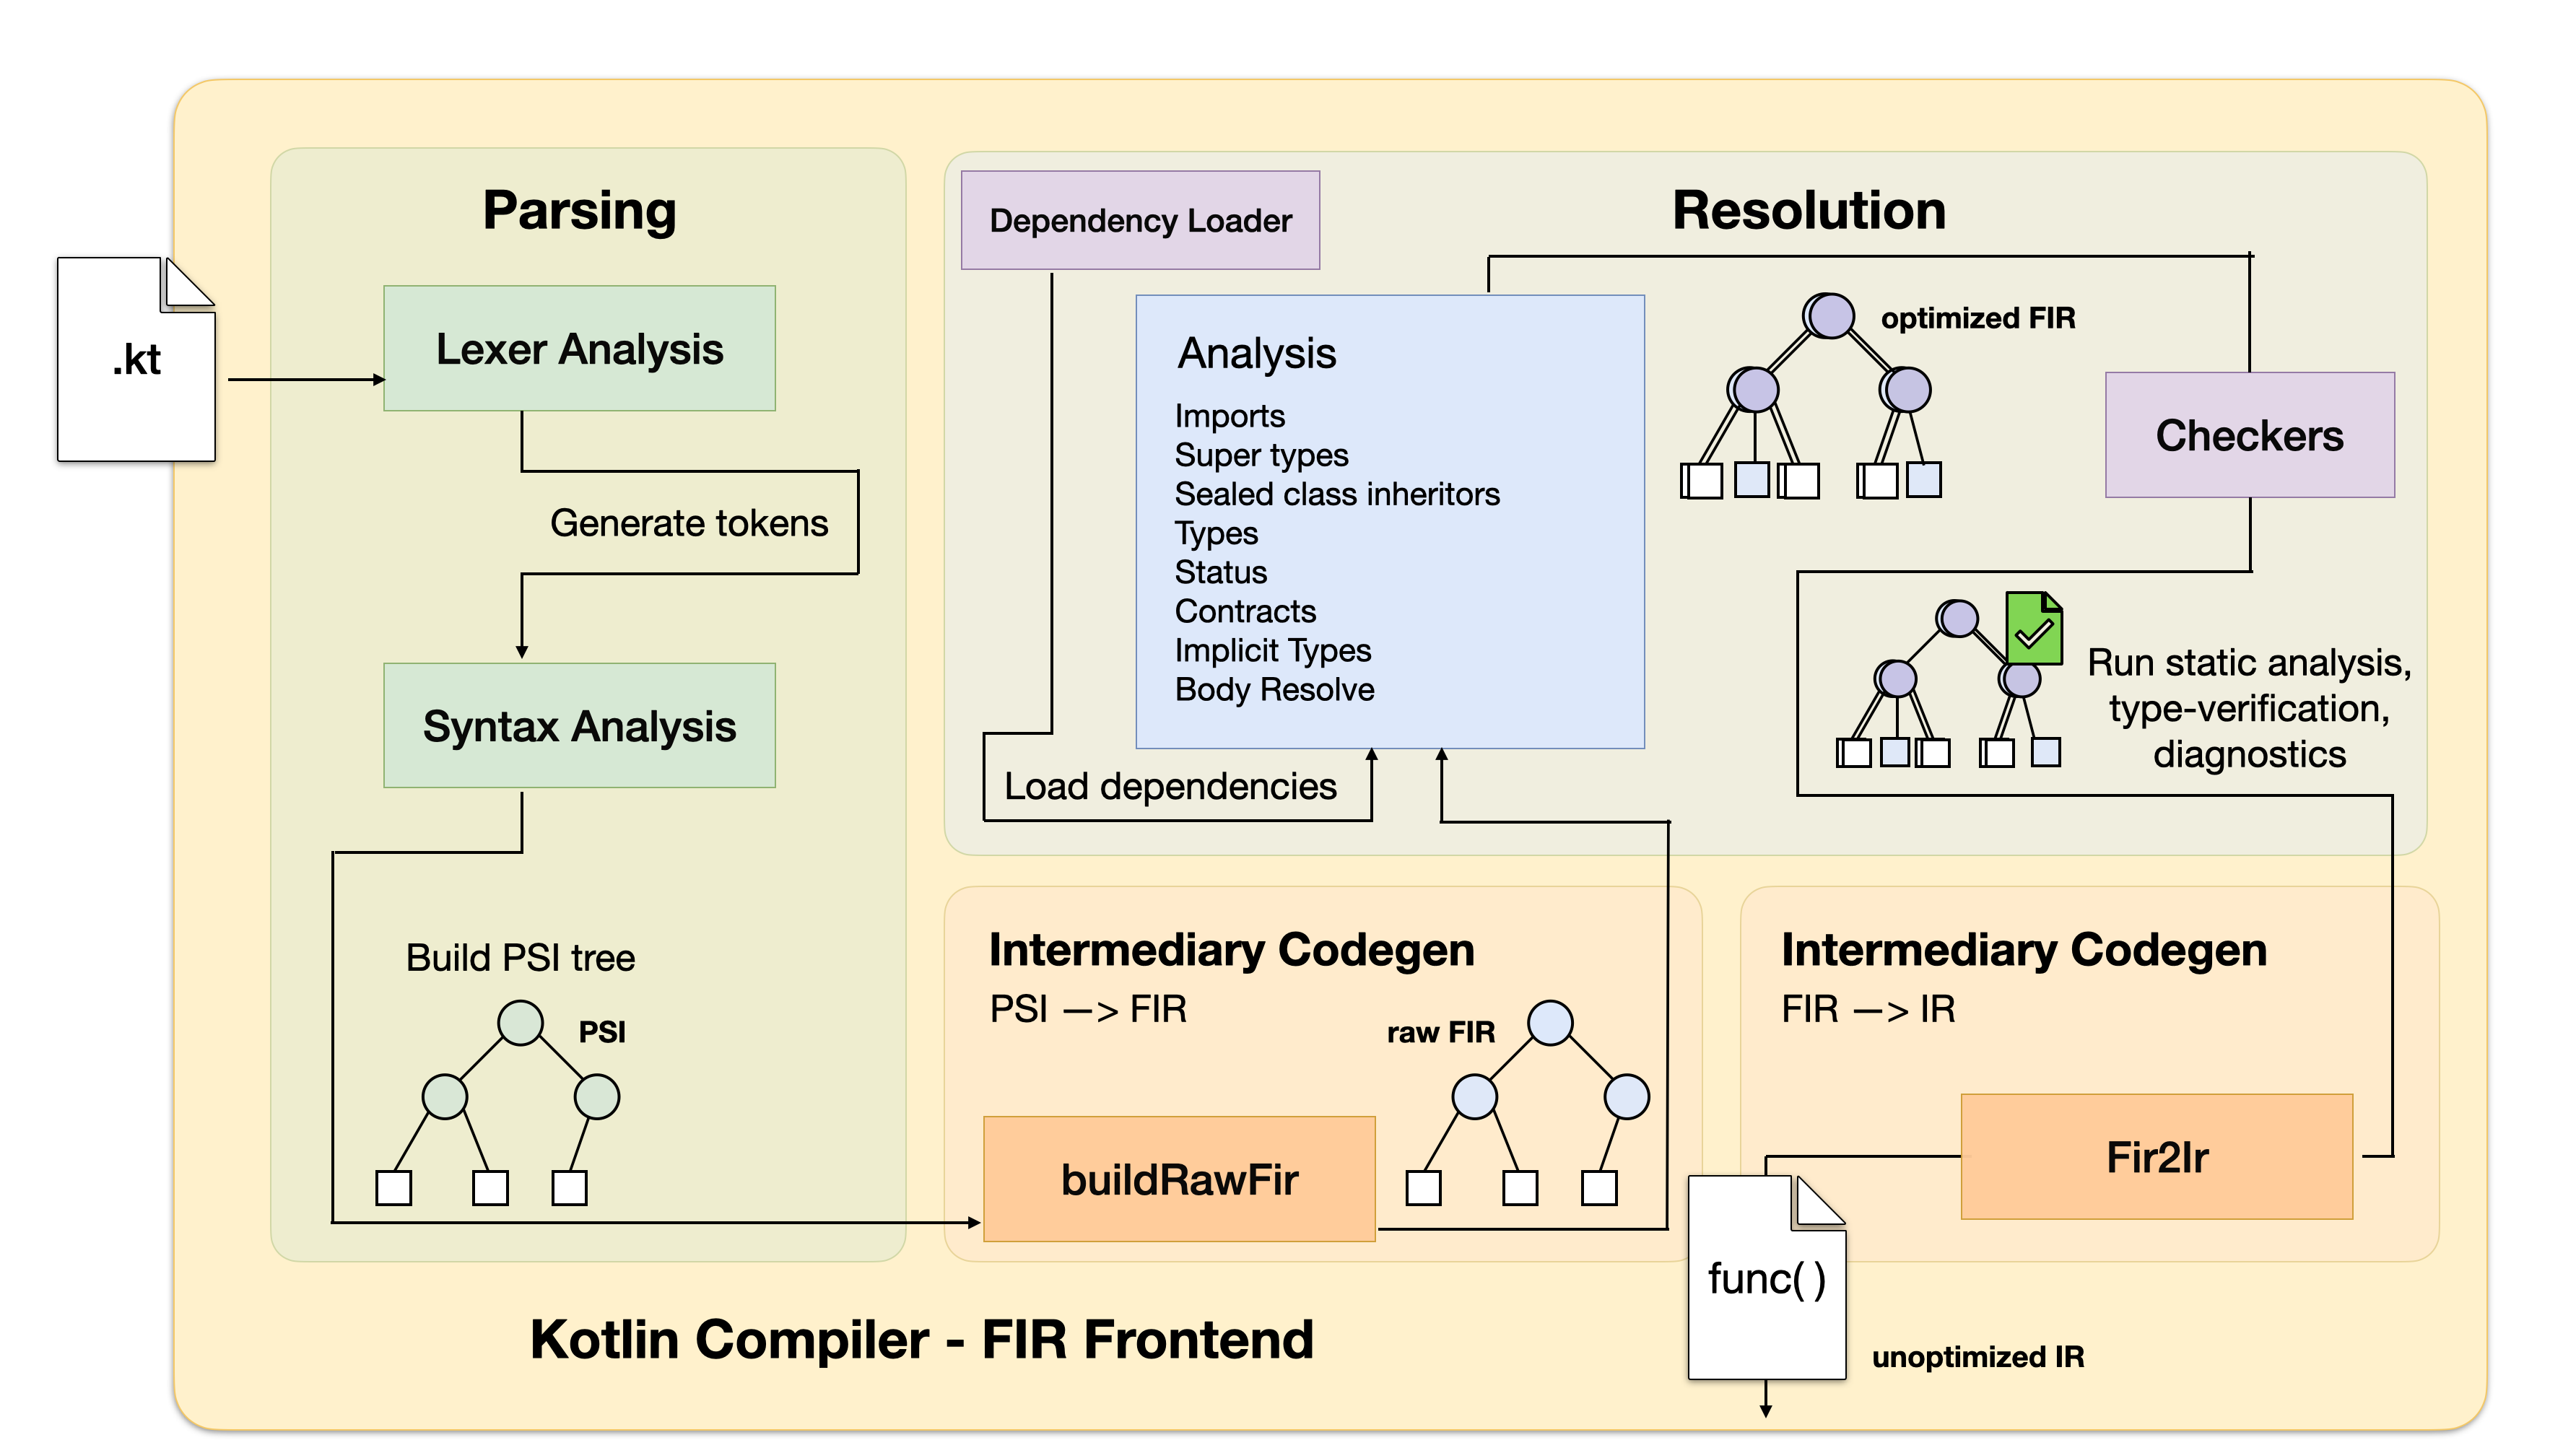 .kt
Parsing
Lexer Analysis
Generate tokens
Syntax Analysis
Build PSI tree
PSI
Dependency Loader
Resolution
Analysis
Imports
Super types
Sealed class inheritors
Types
Status
Contracts
Implicit Types
Body Resolve
Load dependencies
optimized FIR
Checkers
Run static analysis,
type-verification,
diagnostics
Intermediary Codegen
PSI —> FIR
raw FIR
buildRawFir
Intermediary Codegen
FIR —> IR
Fir2Ir
func( )
unoptimized IR
Kotlin Compiler - FIR Frontend